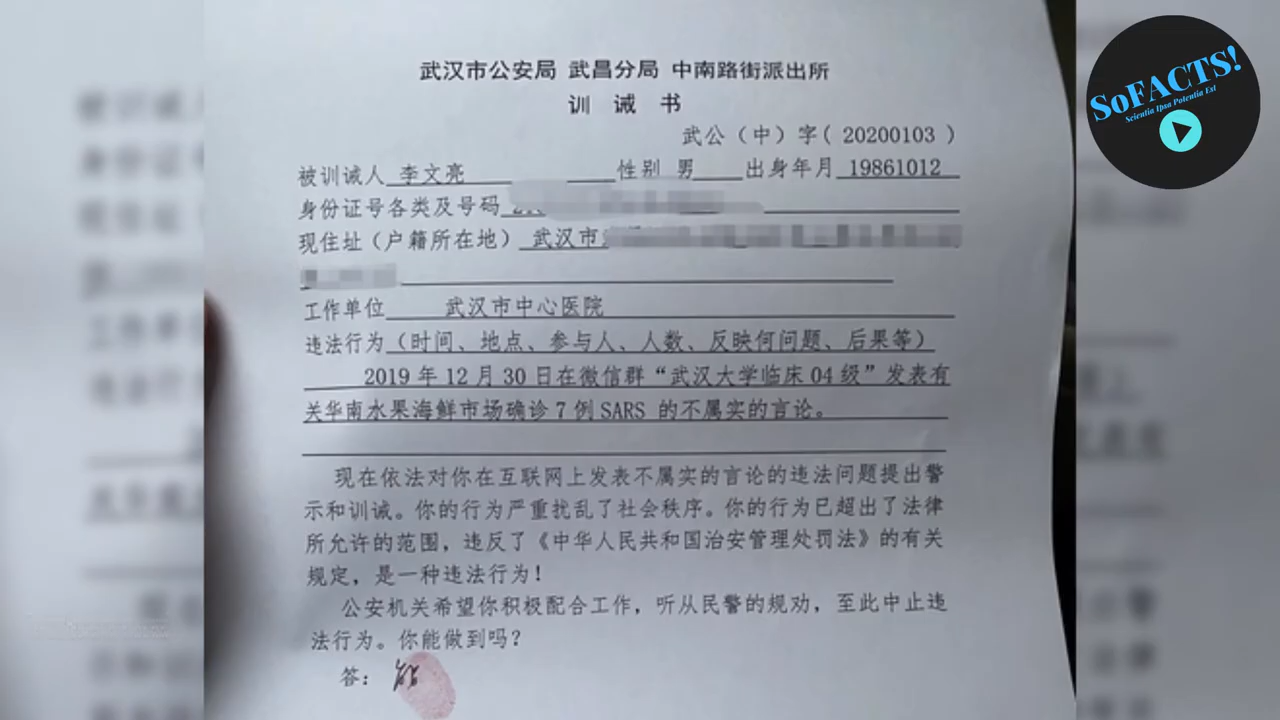 武汉市公安局 武昌分局 中南路街派出所
训 诫 书
武公（中）字( 20200103 )
被训诫人 李文亮 性别 男 出身年月 19861012
身份证号各类及号码
现住址（户籍所在地） 武汉市
工作单位 武汉市中心医院
违法行为（时间、地点、参与人、人数、反映何问题、后果等）
2019 年 12 月 30 日在微信群“武汉大学临床 04 级”发表有
关华南水果海鲜市场确诊 7 例 SARS 的不属实的言论。
现在依法对你在互联网上发表不属实的言论的违法问题提出警
示和训诫。你的行为严重扰乱了社会秩序。你的行为已超出了法律
所允许的范围，违反了《中华人民共和国治安管理处罚法》的有关
规定，是一种违法行为！
公安机关希望你积极配合工作，听从民警的规劝，至此中止违
法行为。你能做到吗？
答：能
SoFACTS!
Scientia Ipsa Potentia Est